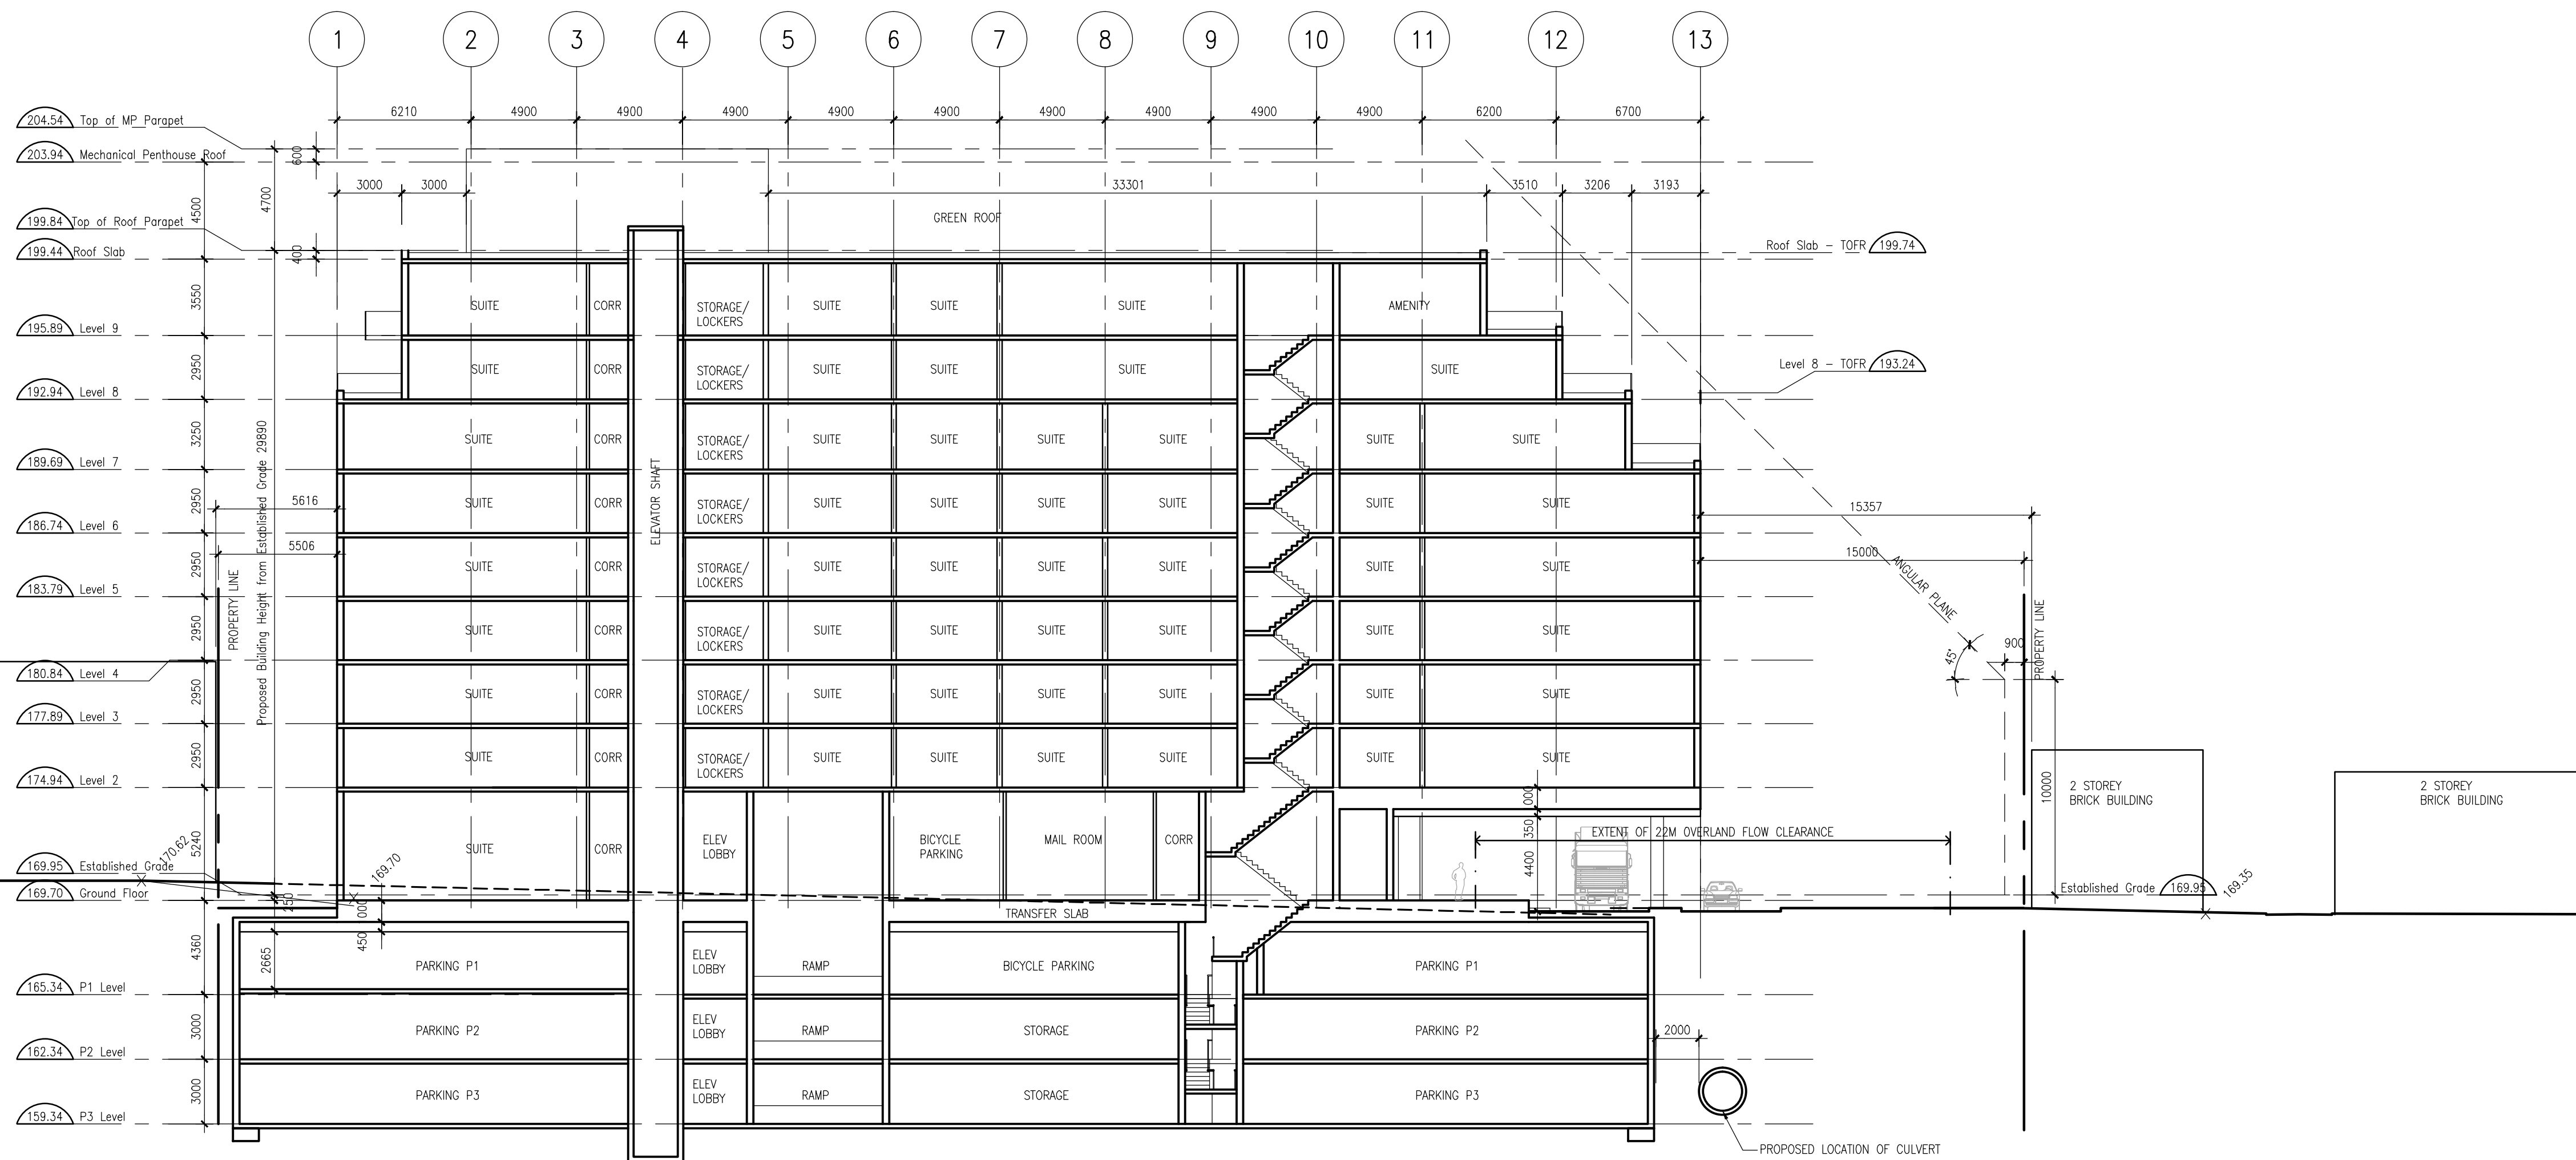 1 2 3 4 5 6 7 8 9 10 11 12 13
6210 4900 4900 4900 4900 4900 4900 4900 4900 4900 6200 6700
204.54 Top of MP Parapet
203.94 Mechanical Penthouse Roof
600
4700
4500
3000 3000 33301 3510 3206 3193
199.84 Top of Roof Parapet
GREEN ROOF
199.44 Roof Slab
400
Roof Slab - TOFR 199.74
3550
SUITE CORR STORAGE/ SUITE SUITE SUITE AMENITY
LOCKERS
195.89 Level 9
2950
SUITE CORR STORAGE/ SUITE SUITE SUITE SUITE
LOCKERS
Level 8 - TOFR 193.24
192.94 Level 8
3250
SUITE CORR STORAGE/ SUITE SUITE SUITE SUITE SUITE SUITE
LOCKERS
189.69 Level 7
2950
ELEVATOR SHAFT
Proposed Building Height from Established Grade 29890
5616
SUITE CORR STORAGE/ SUITE SUITE SUITE SUITE SUITE SUITE
LOCKERS
15357
186.74 Level 6
2950
5506
15000
SUITE CORR STORAGE/ SUITE SUITE SUITE SUITE SUITE SUITE
LOCKERS
183.79 Level 5
2950
PROPERTY LINE
ANGULAR PLANE
PROPERTY LINE
SUITE CORR STORAGE/ SUITE SUITE SUITE SUITE SUITE SUITE
LOCKERS
900
45°
180.84 Level 4
2950
SUITE CORR STORAGE/ SUITE SUITE SUITE SUITE SUITE SUITE
LOCKERS
177.89 Level 3
2950
SUITE CORR STORAGE/ SUITE SUITE SUITE SUITE SUITE SUITE
LOCKERS
174.94 Level 2
10000
2 STOREY
BRICK BUILDING
2 STOREY
BRICK BUILDING
5240
1000
350
4400
EXTENT OF 22M OVERLAND FLOW CLEARANCE
SUITE CORR
ELEV
LOBBY
BICYCLE
PARKING
MAIL ROOM
CORR
170.62
169.70
169.95 Established Grade
169.70 Ground Floor
Established Grade 169.95
169.35
250
1000
450
TRANSFER SLAB
4360
2665
PARKING P1
ELEV
LOBBY
RAMP
BICYCLE PARKING
PARKING P1
165.34 P1 Level
3000
PARKING P2
ELEV
LOBBY
RAMP
STORAGE
PARKING P2
2000
162.34 P2 Level
3000
PARKING P3
ELEV
LOBBY
RAMP
STORAGE
PARKING P3
159.34 P3 Level
PROPOSED LOCATION OF CULVERT